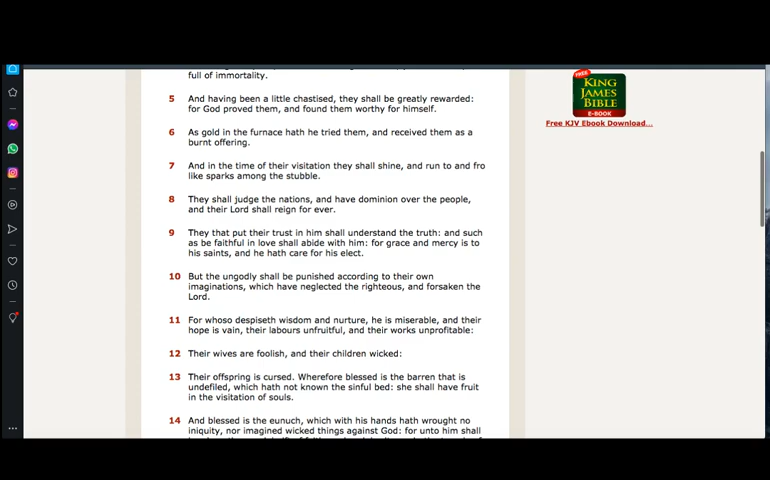 full of immortality.
5 And having been a little chastised, they shall be greatly rewarded:
for God proved them, and found them worthy for himself.
6 As gold in the furnace hath he tried them, and received them as a
burnt offering.
7 And in the time of their visitation they shall shine, and run to and fro
like sparks among the stubble.
8 They shall judge the nations, and have dominion over the people,
and their Lord shall reign for ever.
9 They that put their trust in him shall understand the truth: and such
as be faithful in love shall abide with him: for grace and mercy is to
his saints, and he hath care for his elect.
10 But the ungodly shall be punished according to their own
imaginations, which have neglected the righteous, and forsaken the
Lord.
11 For whoso despiseth wisdom and nurture, he is miserable, and their
hope is vain, their labours unfruitful, and their works unprofitable:
12 Their wives are foolish, and their children wicked:
13 Their offspring is cursed. Wherefore blessed is the barren that is
undefiled, which hath not known the sinful bed: she shall have fruit
in the visitation of souls.
14 And blessed is the eunuch, which with his hands hath wrought no
iniquity, nor imagined wicked things against God: for unto him shall
FREE
KING
JAMES
BIBLE
E-BOOK
Free KJV Ebook Download...